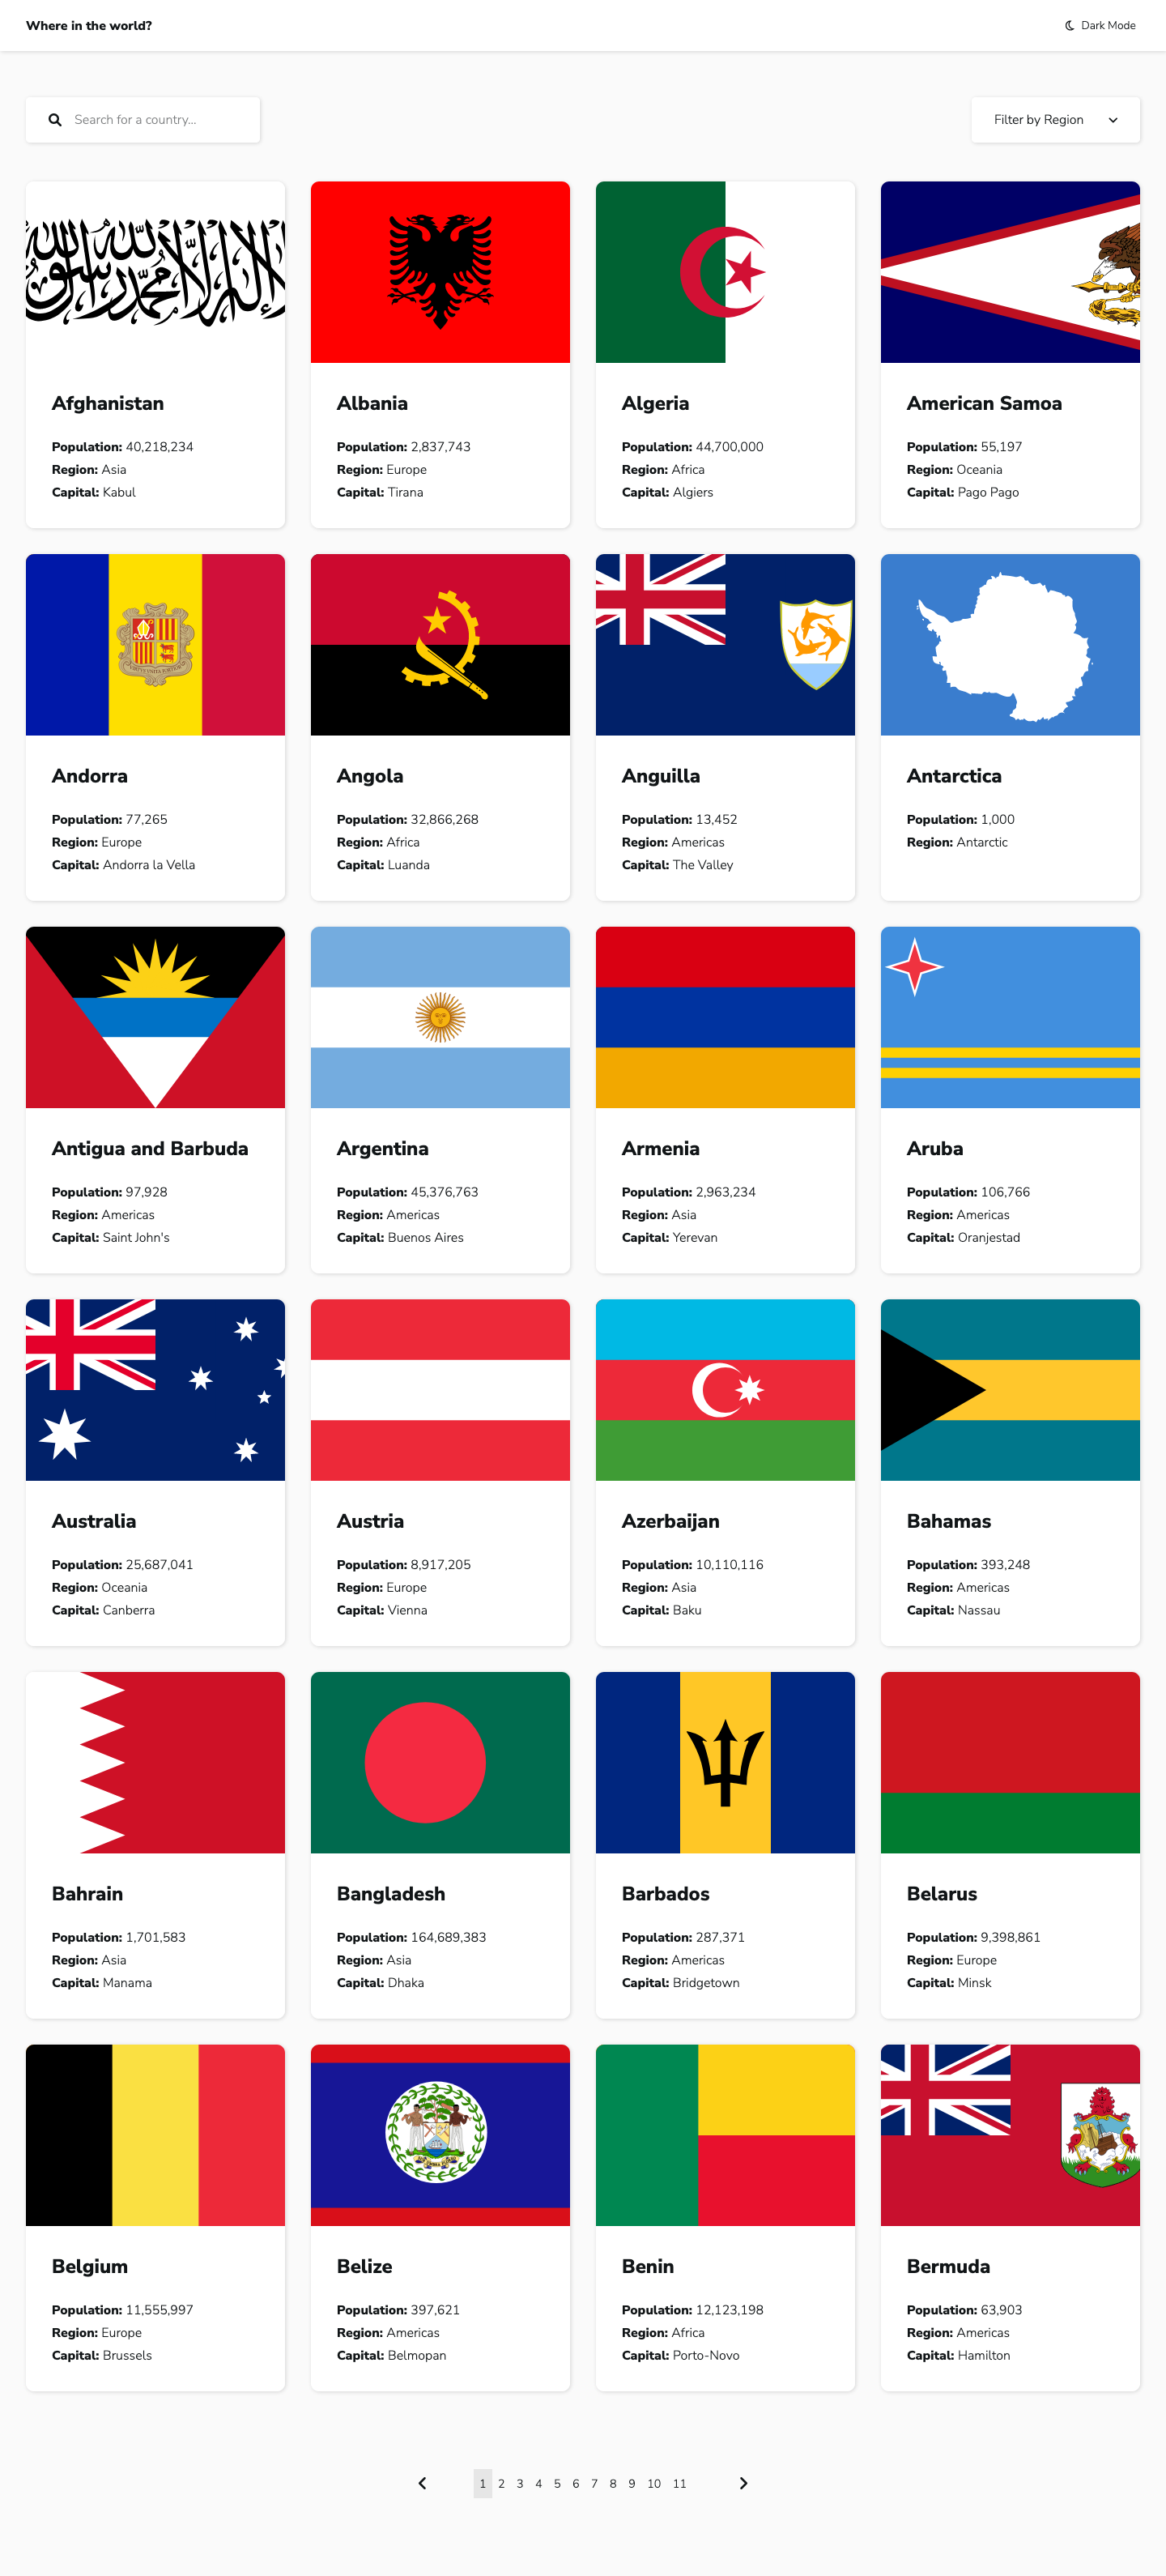 Where in the world?
Dark Mode
Search for a country...
Filter by Region
Afghanistan
Population: 40,218,234
Region: Asia
Capital: Kabul
Albania
Population: 2,837,743
Region: Europe
Capital: Tirana
Algeria
Population: 44,700,000
Region: Africa
Capital: Algiers
American Samoa
Population: 55,197
Region: Oceania
Capital: Pago Pago
Andorra
Population: 77,265
Region: Europe
Capital: Andorra la Vella
Angola
Population: 32,866,268
Region: Africa
Capital: Luanda
Anguilla
Population: 13,452
Region: Americas
Capital: The Valley
Antarctica
Population: 1,000
Region: Antarctic
Antigua and Barbuda
Population: 97,928
Region: Americas
Capital: Saint John's
Argentina
Population: 45,376,763
Region: Americas
Capital: Buenos Aires
Armenia
Population: 2,963,234
Region: Asia
Capital: Yerevan
Aruba
Population: 106,766
Region: Americas
Capital: Oranjestad
Australia
Population: 25,687,041
Region: Oceania
Capital: Canberra
Austria
Population: 8,917,205
Region: Europe
Capital: Vienna
Azerbaijan
Population: 10,110,116
Region: Asia
Capital: Baku
Bahamas
Population: 393,248
Region: Americas
Capital: Nassau
Bahrain
Population: 1,701,583
Region: Asia
Capital: Manama
Bangladesh
Population: 164,689,383
Region: Asia
Capital: Dhaka
Barbados
Population: 287,371
Region: Americas
Capital: Bridgetown
Belarus
Population: 9,398,861
Region: Europe
Capital: Minsk
Belgium
Population: 11,555,997
Region: Europe
Capital: Brussels
Belize
Population: 397,621
Region: Americas
Capital: Belmopan
Benin
Population: 12,123,198
Region: Africa
Capital: Porto-Novo
Bermuda
Population: 63,903
Region: Americas
Capital: Hamilton
1 2 3 4 5 6 7 8 9 10 11